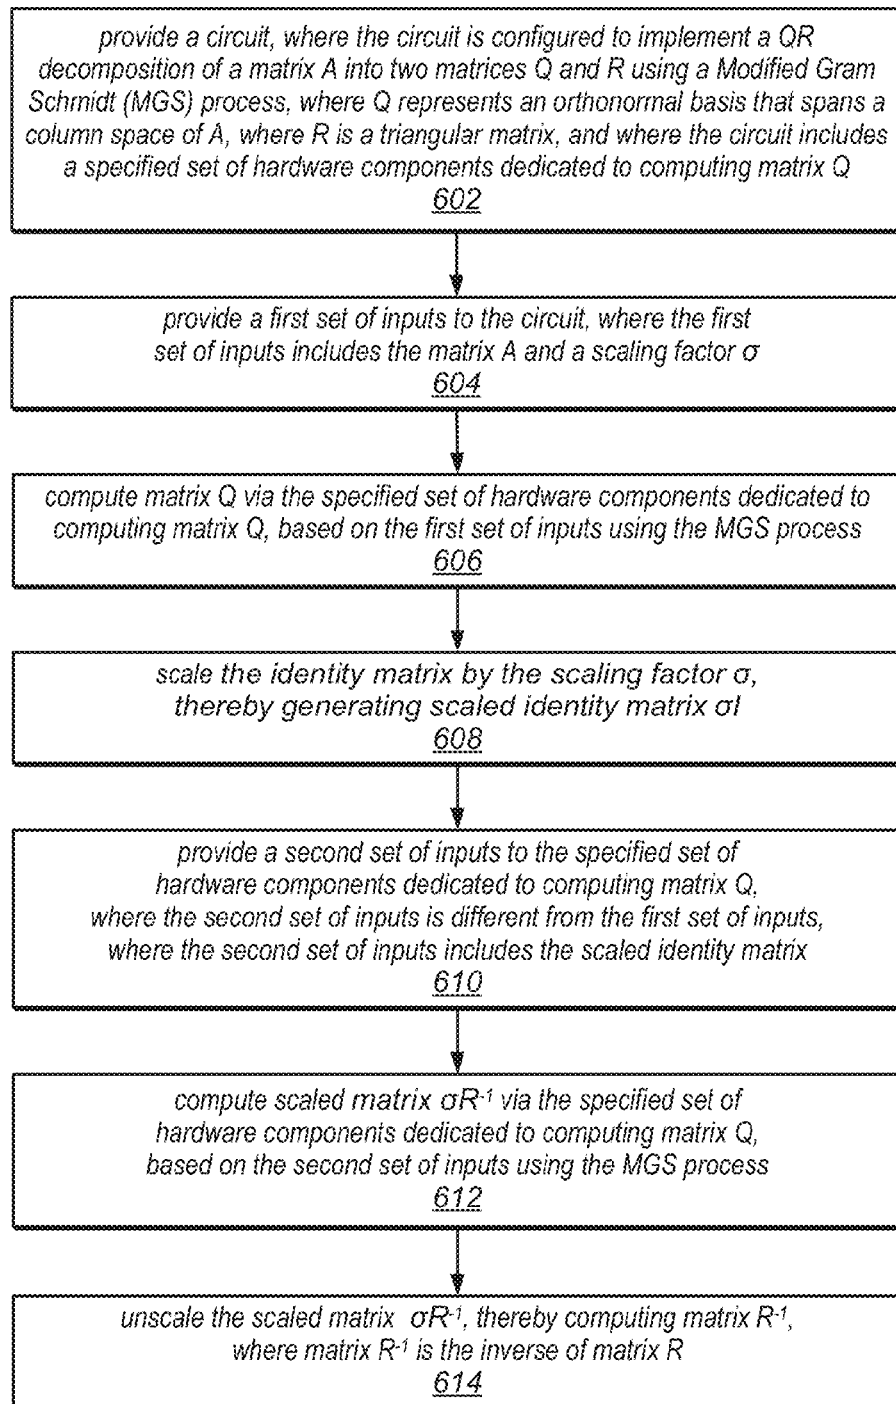 provide a circuit, where the circuit is configured to implement a QR
decomposition of a matrix A into two matrices Q and R using a Modified Gram
Schmidt (MGS) process, where Q represents an orthonormal basis that spans a
column space of A, where R is a triangular matrix, and where the circuit includes
a specified set of hardware components dedicated to computing matrix Q
602
provide a first set of inputs to the circuit, where the first
set of inputs includes the matrix A and a scaling factor σ
604
compute matrix Q via the specified set of hardware components dedicated to
computing matrix Q, based on the first set of inputs using the MGS process
606
scale the identity matrix by the scaling factor σ,
thereby generating scaled identity matrix σI
608
provide a second set of inputs to the specified set of
hardware components dedicated to computing matrix Q,
where the second set of inputs is different from the first set of inputs,
where the second set of inputs includes the scaled identity matrix
610
compute scaled matrix σR⁻¹ via the specified set of
hardware components dedicated to computing matrix Q,
based on the second set of inputs using the MGS process
612
unscale the scaled matrix σR⁻¹, thereby computing matrix R⁻¹,
where matrix R⁻¹ is the inverse of matrix R
614